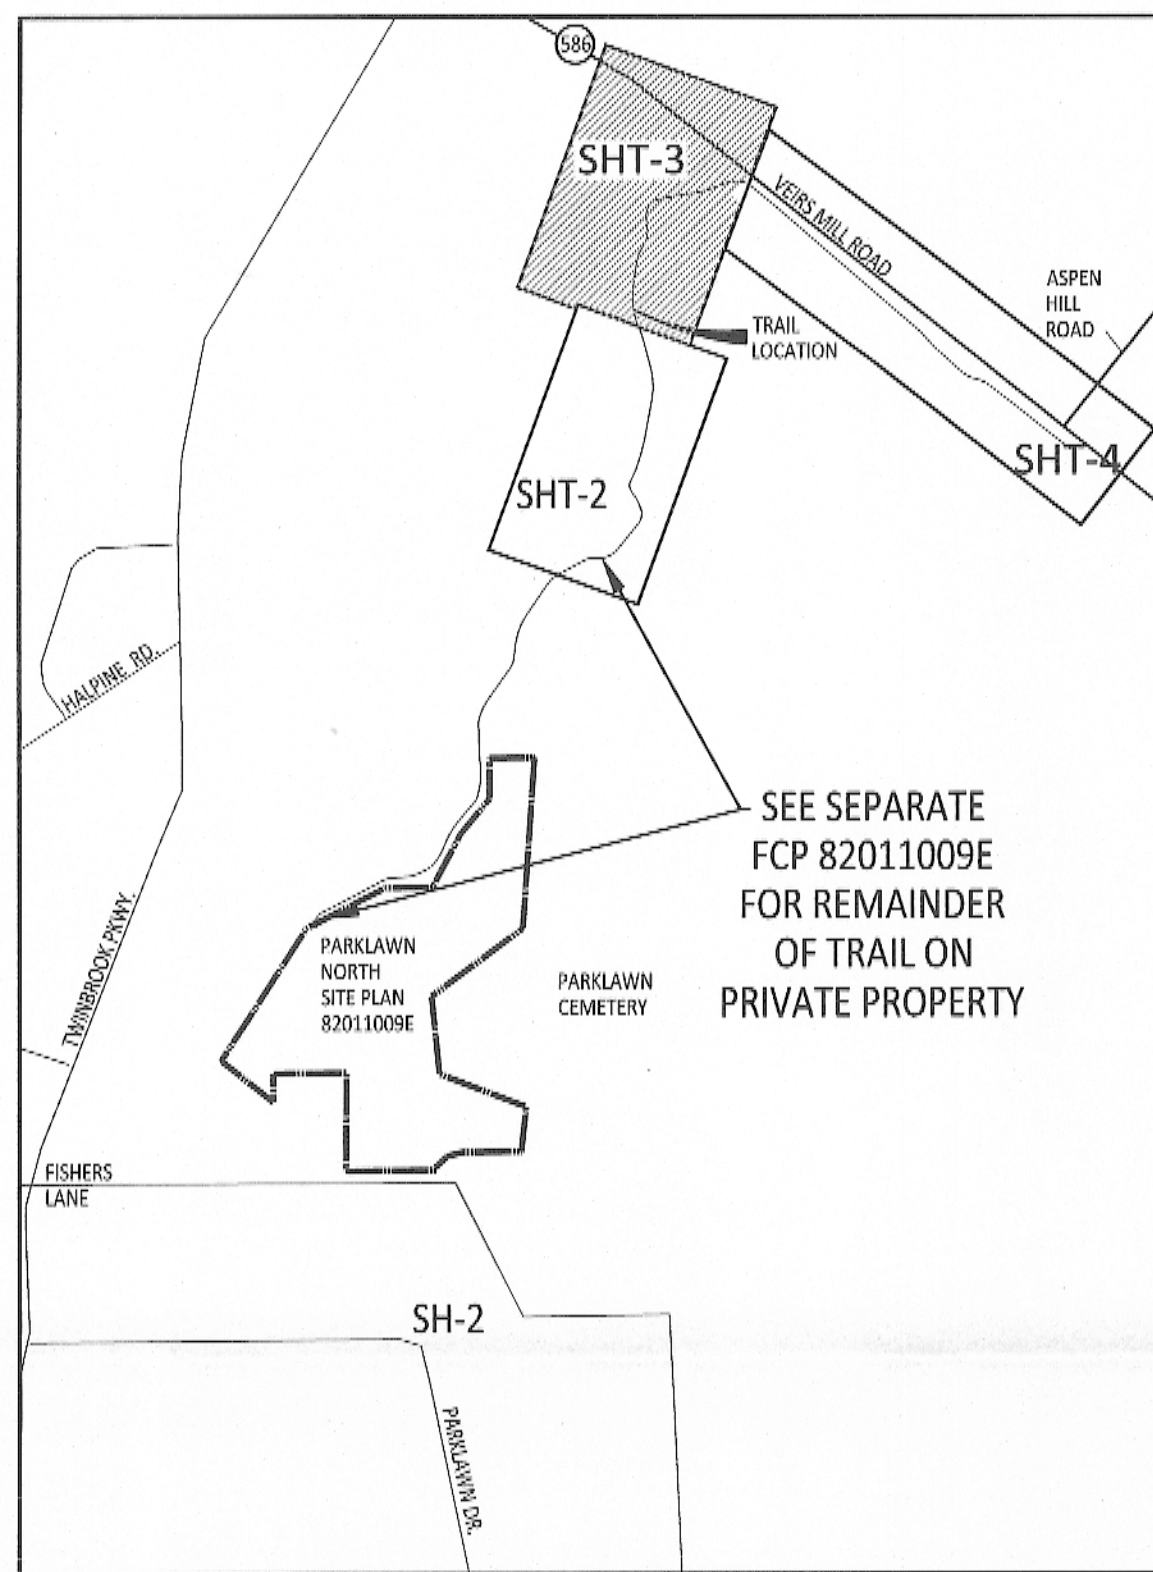 586
SHT-3
VEIRS MILL ROAD
ASPEN
HILL
ROAD
TRAIL
LOCATION
SHT-4
SHT-2
HALPINE RD.
SEE SEPARATE
FCP 82011009E
FOR REMAINDER
OF TRAIL ON
PRIVATE PROPERTY
TWINBROOK PKWY.
PARKLAWN
NORTH
SITE PLAN
82011009E
PARKLAWN
CEMETERY
FISHERS
LANE
SH-2
PARKLAWN DR.